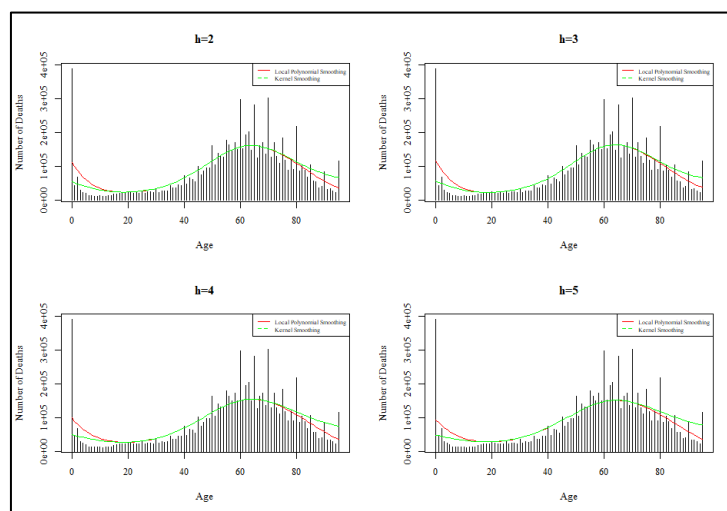 h=2
h=3
Number of Deaths
0e+00 1e+05 2e+05 3e+05 4e+05
Local Polynomial Smoothing
Kernel Smoothing
0 20 40 60 80
Age
Number of Deaths
0e+00 1e+05 2e+05 3e+05 4e+05
Local Polynomial Smoothing
Kernel Smoothing
0 20 40 60 80
Age
h=4
h=5
Number of Deaths
0e+00 1e+05 2e+05 3e+05 4e+05
Local Polynomial Smoothing
Kernel Smoothing
0 20 40 60 80
Age
Number of Deaths
0e+00 1e+05 2e+05 3e+05 4e+05
Local Polynomial Smoothing
Kernel Smoothing
0 20 40 60 80
Age